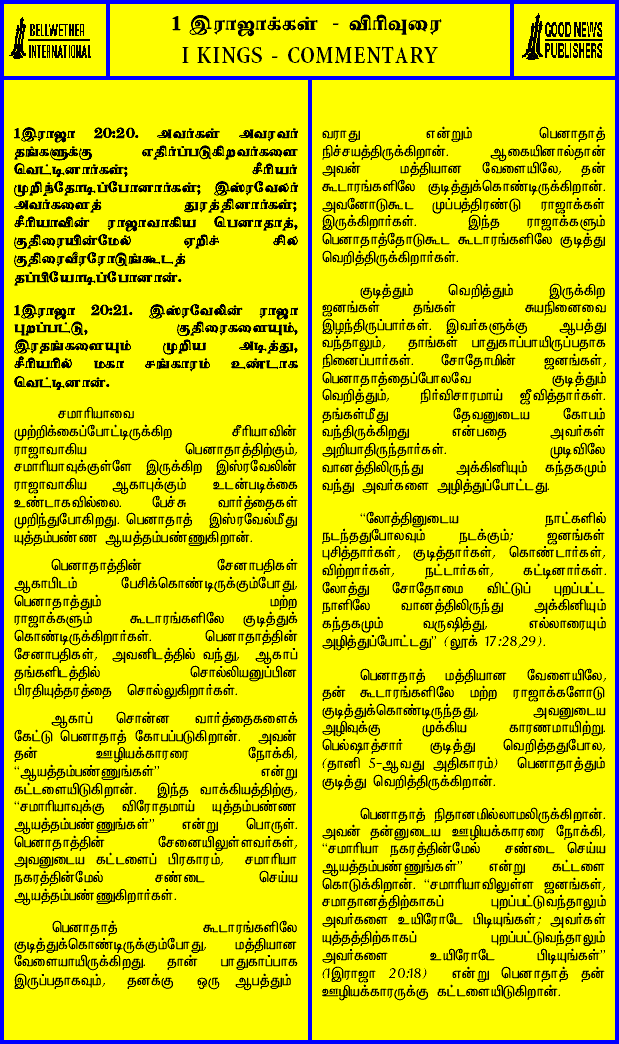 BELLWETHER
INTERNATIONAL
1 இராஜாக்கள் - விரிவுரை
I KINGS - COMMENTARY
GOOD NEWS
PUBLISHERS
1இராஜா 20:20. அவர்கள் அவரவர்
தங்களுக்கு எதிர்ப்படுகிறவர்களை
வெட்டினார்கள்; சீரியர்
முறிந்தோடிப்போனார்கள்; இஸ்ரவேலர்
அவர்களைத் துரத்தினார்கள்;
சீரியாவின் ராஜாவாகிய பெனாதாத்,
குதிரையின்மேல் ஏறிச் சில
குதிரைவீரரோடுங்கூடத்
தப்பியோடிப்போனான்.
1இராஜா 20:21. இஸ்ரவேலின் ராஜா
புறப்பட்டு, குதிரைகளையும்,
இரதங்களையும் முறிய அடித்து,
சீரியரில் மகா சங்காரம் உண்டாக
வெட்டினான்.
சமாரியாவை
முற்றிக்கைப்போட்டிருக்கிற சீரியாவின்
ராஜாவாகிய பெனாதாத்திற்கும்,
சமாரியாவுக்குள்ளே இருக்கிற இஸ்ரவேலின்
ராஜாவாகிய ஆகாபுக்கும் உடன்படிக்கை
உண்டாகவில்லை. பேச்சு வார்த்தைகள்
முறிந்துபோகிறது. பெனாதாத் இஸ்ரவேல்மீது
யுத்தம்பண்ண ஆயத்தம்பண்ணுகிறான்.
பெனாதாத்தின் சேனாபதிகள்
ஆகாபிடம் பேசிக்கொண்டிருக்கும்போது,
பெனாதாத்தும் மற்ற
ராஜாக்களும் கூடாரங்களிலே குடித்துக்
கொண்டிருக்கிறார்கள். பெனாதாத்தின்
சேனாபதிகள், அவனிடத்தில் வந்து, ஆகாப்
தங்களிடத்தில் சொல்லியனுப்பின
பிரதியுத்தரத்தை சொல்லுகிறார்கள்.
ஆகாப் சொன்ன வார்த்தைகளைக்
கேட்டு பெனாதாத் கோபப்படுகிறான். அவன்
தன் ஊழியக்காரரை நோக்கி,
“ஆயத்தம்பண்ணுங்கள்” என்று
கட்டளையிடுகிறான். இந்த வாக்கியத்திற்கு,
“சமாரியாவுக்கு விரோதமாய் யுத்தம்பண்ண
ஆயத்தம்பண்ணுங்கள்” என்று பொருள்.
பெனாதாத்தின் சேனையிலுள்ளவர்கள்,
அவனுடைய கட்டளைப் பிரகாரம், சமாரியா
நகரத்தின்மேல் சண்டை செய்ய
ஆயத்தம்பண்ணுகிறார்கள்.
பெனாதாத் கூடாரங்களிலே
குடித்துக்கொண்டிருக்கும்போது, மத்தியான
வேளையாயிருக்கிறது. தான் பாதுகாப்பாக
இருப்பதாகவும், தனக்கு ஒரு ஆபத்தும்
வராது என்றும் பெனாதாத்
நிச்சயத்திருக்கிறான். ஆகையினால்தான்
அவன் மத்தியான வேளையிலே, தன்
கூடாரங்களிலே குடித்துக்கொண்டிருக்கிறான்.
அவனோடுகூட முப்பத்திரண்டு ராஜாக்கள்
இருக்கிறார்கள். இந்த ராஜாக்களும்
பெனாதாத்தோடுகூட கூடாரங்களிலே குடித்து
வெறித்திருக்கிறார்கள்.
குடித்தும் வெறித்தும் இருக்கிற
ஜனங்கள் தங்கள் சுயநினைவை
இழந்திருப்பார்கள். இவர்களுக்கு ஆபத்து
வந்தாலும், தாங்கள் பாதுகாப்பாயிருப்பதாக
நினைப்பார்கள். சோதோமின் ஜனங்கள்,
பெனாதாத்தைப்போலவே குடித்தும்
வெறித்தும், நிர்விசாரமாய் ஜீவித்தார்கள்.
தங்கள்மீது தேவனுடைய கோபம்
வந்திருக்கிறது என்பதை அவர்கள்
அறியாதிருந்தார்கள். முடிவிலே
வானத்திலிருந்து அக்கினியும் கந்தகமும்
வந்து அவர்களை அழித்துப்போட்டது.
“லோத்தினுடைய நாட்களில்
நடந்ததுபோலவும் நடக்கும்; ஜனங்கள்
புசித்தார்கள், குடித்தார்கள், கொண்டார்கள்,
விற்றார்கள், நட்டார்கள், கட்டினார்கள்.
லோத்து சோதோமை விட்டுப் புறப்பட்ட
நாளிலே வானத்திலிருந்து அக்கினியும்
கந்தகமும் வருஷித்து, எல்லாரையும்
அழித்துப்போட்டது” (லூக் 17:28,29).
பெனாதாத் மத்தியான வேளையிலே,
தன் கூடாரங்களிலே மற்ற ராஜாக்களோடு
குடித்துக்கொண்டிருந்தது, அவனுடைய
அழிவுக்கு முக்கிய காரணமாயிற்று.
பெல்ஷாத்சார் குடித்து வெறித்ததுபோல,
(தானி 5-ஆவது அதிகாரம்) பெனாதாத்தும்
குடித்து வெறித்திருக்கிறான்.
பெனாதாத் நிதானமில்லாமலிருக்கிறான்.
அவன் தன்னுடைய ஊழியக்காரரை நோக்கி,
“சமாரியா நகரத்தின்மேல் சண்டை செய்ய
ஆயத்தம்பண்ணுங்கள்” என்று கட்டளை
கொடுக்கிறான். “சமாரியாவிலுள்ள ஜனங்கள்,
சமாதானத்திற்காகப் புறப்பட்டுவந்தாலும்
அவர்களை உயிரோடே பிடியுங்கள்; அவர்கள்
யுத்தத்திற்காகப் புறப்பட்டுவந்தாலும்
அவர்களை உயிரோடே பிடியுங்கள்”
(1இராஜா 20:18) என்று பெனாதாத் தன்
ஊழியக்காரருக்கு கட்டளையிடுகிறான்.